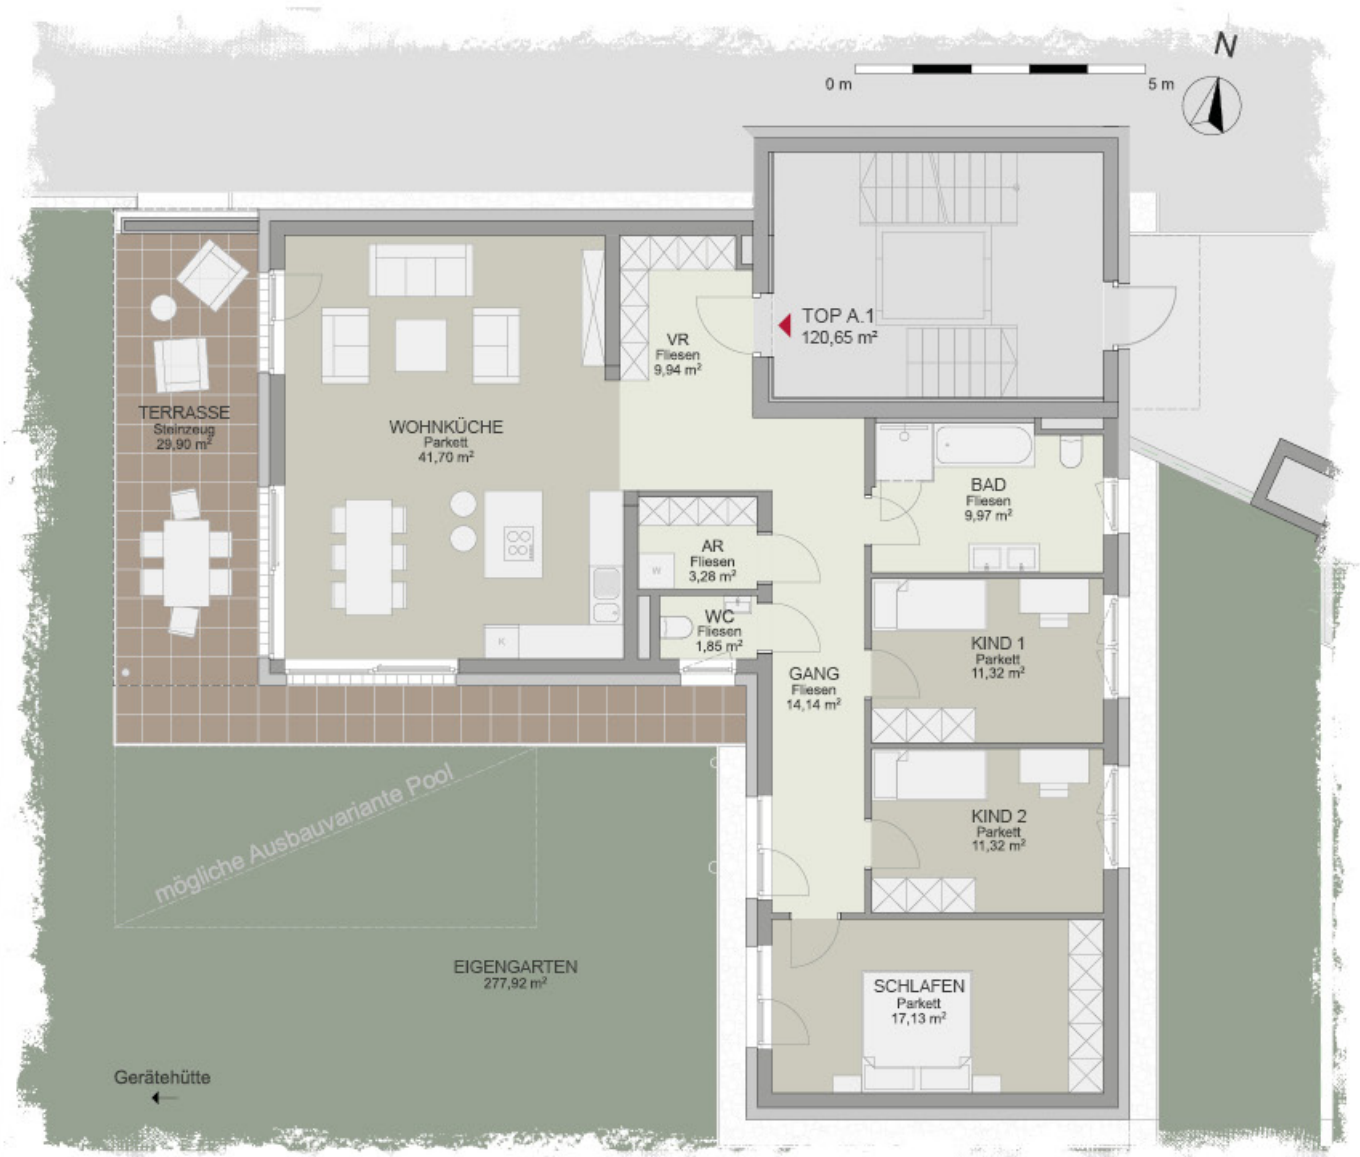 N
0 m
5 m
TOP A.1
120,65 m²
VR
Fliesen
9,94 m²
TERRASSE
Steinzeug
29,90 m²
WOHNKÜCHE
Parkett
41,70 m²
BAD
Fliesen
9,97 m²
AR
Fliesen
3,28 m²
W
WC
Fliesen
1,85 m²
K
KIND 1
Parkett
11,32 m²
GANG
Fliesen
14,14 m²
mögliche Ausbauvariante Pool
KIND 2
Parkett
11,32 m²
EIGENGARTEN
277,92 m²
SCHLAFEN
Parkett
17,13 m²
Gerätehütte